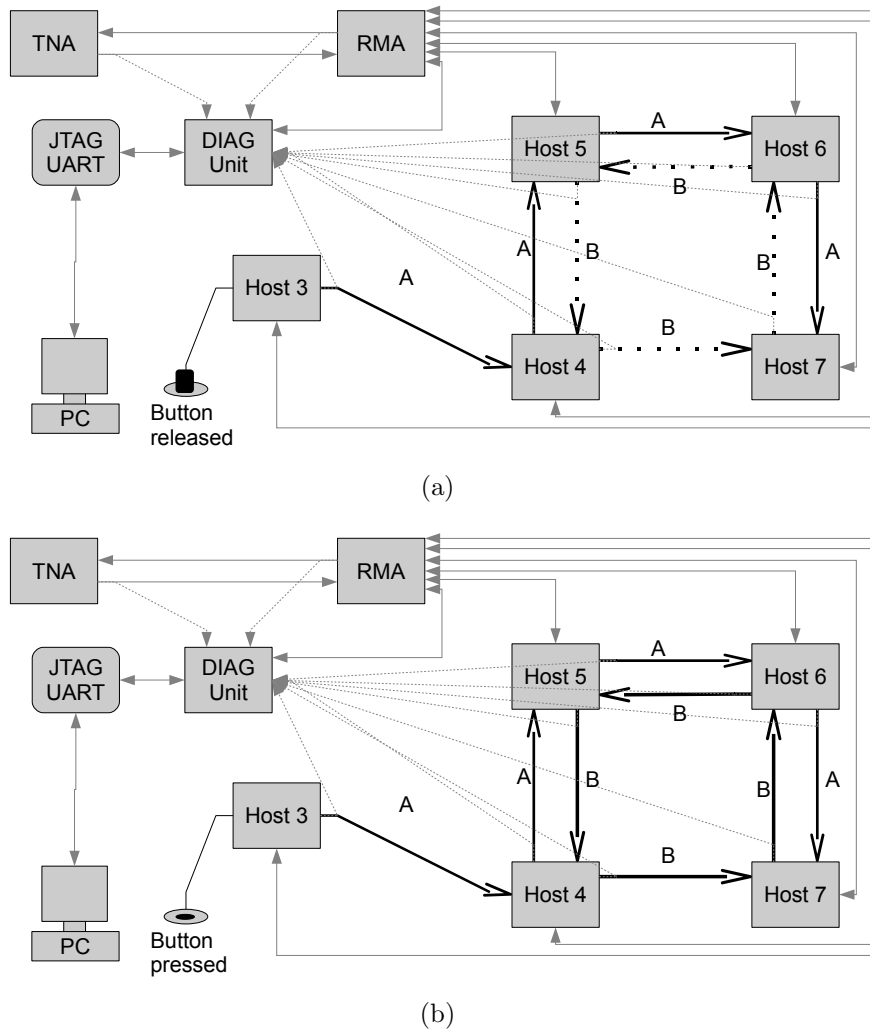 TNA
RMA
JTAG
UART
DIAG
Unit
Host 5
A
Host 6
B
A
B
B
A
Host 3
A
B
Host 4
Host 7
PC
Button
released
(a)
TNA
RMA
JTAG
UART
DIAG
Unit
Host 5
A
Host 6
B
A
B
B
A
Host 3
A
B
Host 4
Host 7
PC
Button
pressed
(b)